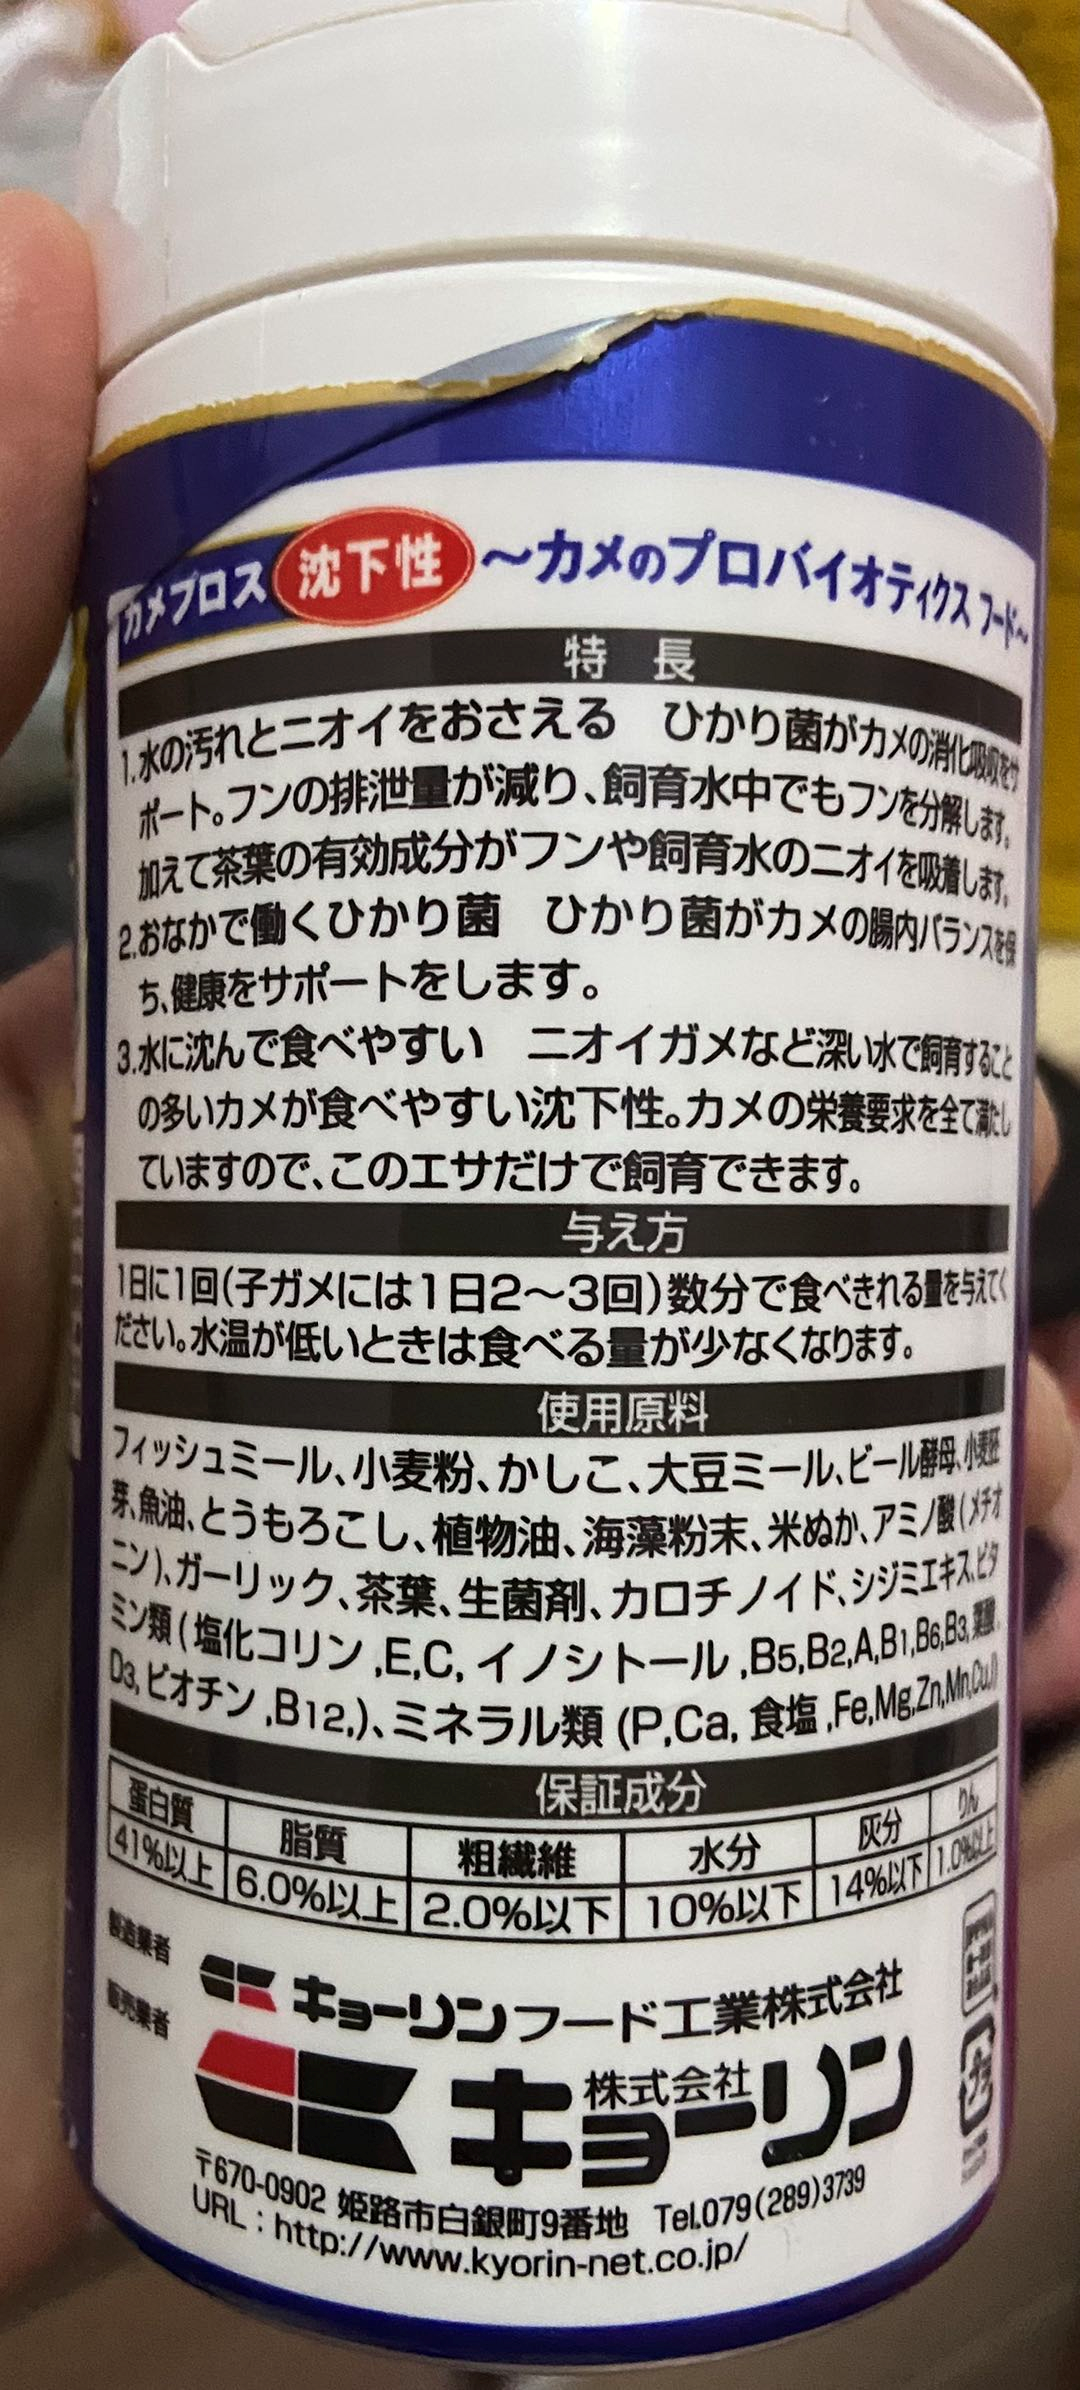 カメプロス 沈下性 〜カメのプロバイオティクス フード〜
特長
1.水の汚れとニオイをおさえる ひかり菌がカメの消化吸収をサ
ポート。フンの排泄量が減り、飼育水中でもフンを分解します。
加えて茶葉の有効成分がフンや飼育水のニオイを吸着します。
2.おなかで働くひかり菌 ひかり菌がカメの腸内バランスを保
ち、健康をサポートをします。
3.水に沈んで食べやすい ニオイガメなど深い水で飼育すること
の多いカメが食べやすい沈下性。カメの栄養要求を全て満たし
ていますので、このエサだけで飼育できます。
与え方
1日に1回(子ガメには1日2〜3回)数分で食べきれる量を与えてく
ださい。水温が低いときは食べる量が少なくなります。
使用原料
フィッシュミール、小麦粉、かしこ、大豆ミール、ビール酵母、小麦胚
芽、魚油、とうもろこし、植物油、海藻粉末、米ぬか、アミノ酸(メチオ
ニン)、ガーリック、茶葉、生菌剤、カロチノイド、シジミエキス、ビタ
ミン類(塩化コリン,E,C,イノシトール,B5,B2,A,B1,B6,B3,葉酸,
D3,ビオチン,B12,)、ミネラル類(P,Ca,食塩,Fe,Mg,Zn,Mn,Cu,I)
保証成分
蛋白質 脂質 粗繊維 水分 灰分 りん
41%以上 6.0%以上 2.0%以下 10%以下 14%以下 1.0%以上
製造業者 キョーリンフード工業株式会社
販売業者 株式会社 キョーリン
〒670-0902 姫路市白銀町9番地 Tel.079(289)3739
URL：http://www.kyorin-net.co.jp/
プラ